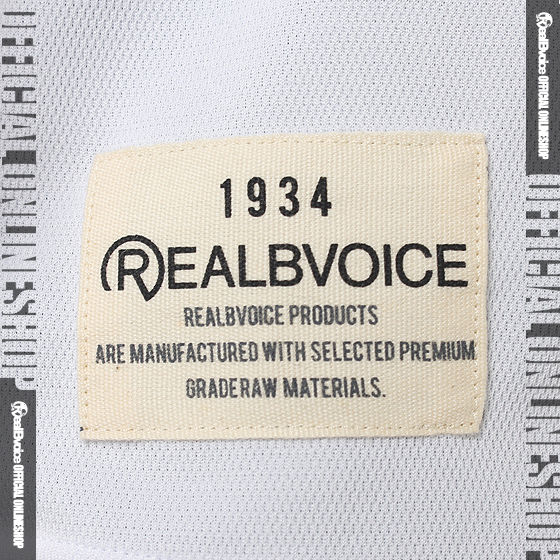 1934
REALBVOICE
REALBVOICE PRODUCTS
ARE MANUFACTURED WITH SELECTED PREMIUM
GRADERAW MATERIALS.
OFFICIAL ONLINESHOP
RealBvoice OFFICIAL ONLINESHOP
RealBvoice OFFICIAL ONLINESHOP
OFFICIAL ONLINESHOP